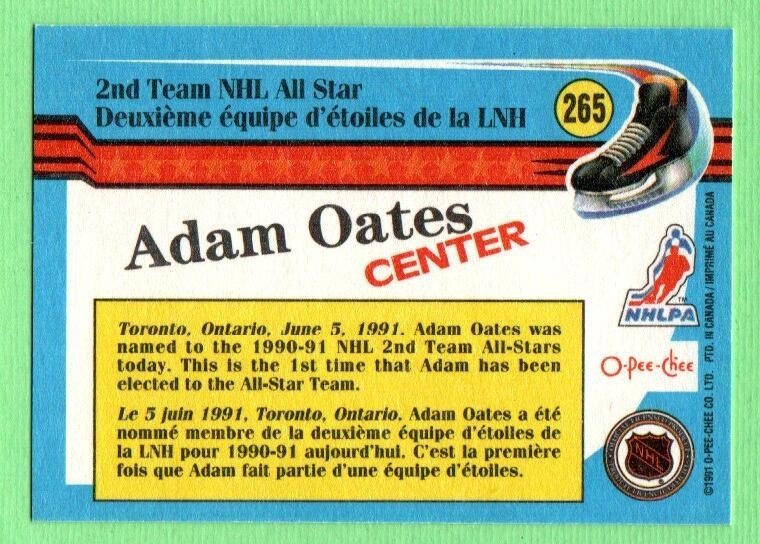 2nd Team NHL All Star
Deuxième équipe d'étoiles de la LNH
265
Adam Oates
CENTER
Toronto, Ontario, June 5, 1991. Adam Oates was
named to the 1990-91 NHL 2nd Team All-Stars
today. This is the 1st time that Adam has been
elected to the All-Star Team.
Le 5 juin 1991, Toronto, Ontario. Adam Oates a été
nommé membre de la deuxième équipe d'étoiles de
la LNH pour 1990-91 aujourd'hui. C'est la première
fois que Adam fait partie d'une équipe d'étoiles.
NHLPA
TM
O-Pee-Chee
NHL
©1991 O-PEE-CHEE CO. LTD. PTD. IN CANADA / IMPRIMÉ AU CANADA